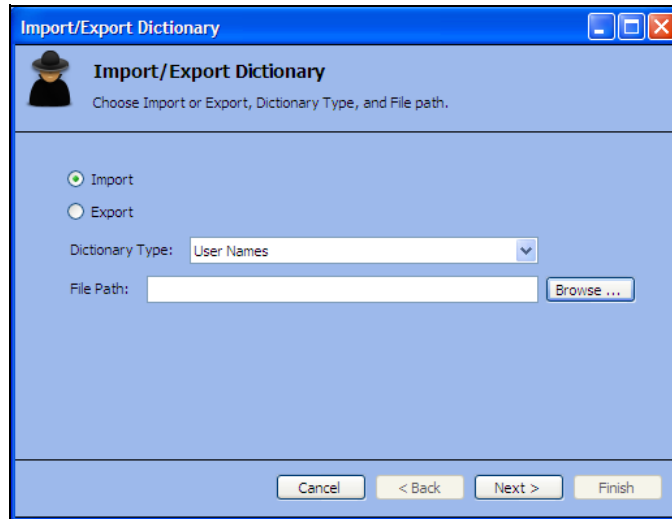 Import/Export Dictionary
Import/Export Dictionary
Choose Import or Export, Dictionary Type, and File path.
Import
Export
Dictionary Type: User Names
File Path: Browse ...
Cancel < Back Next > Finish